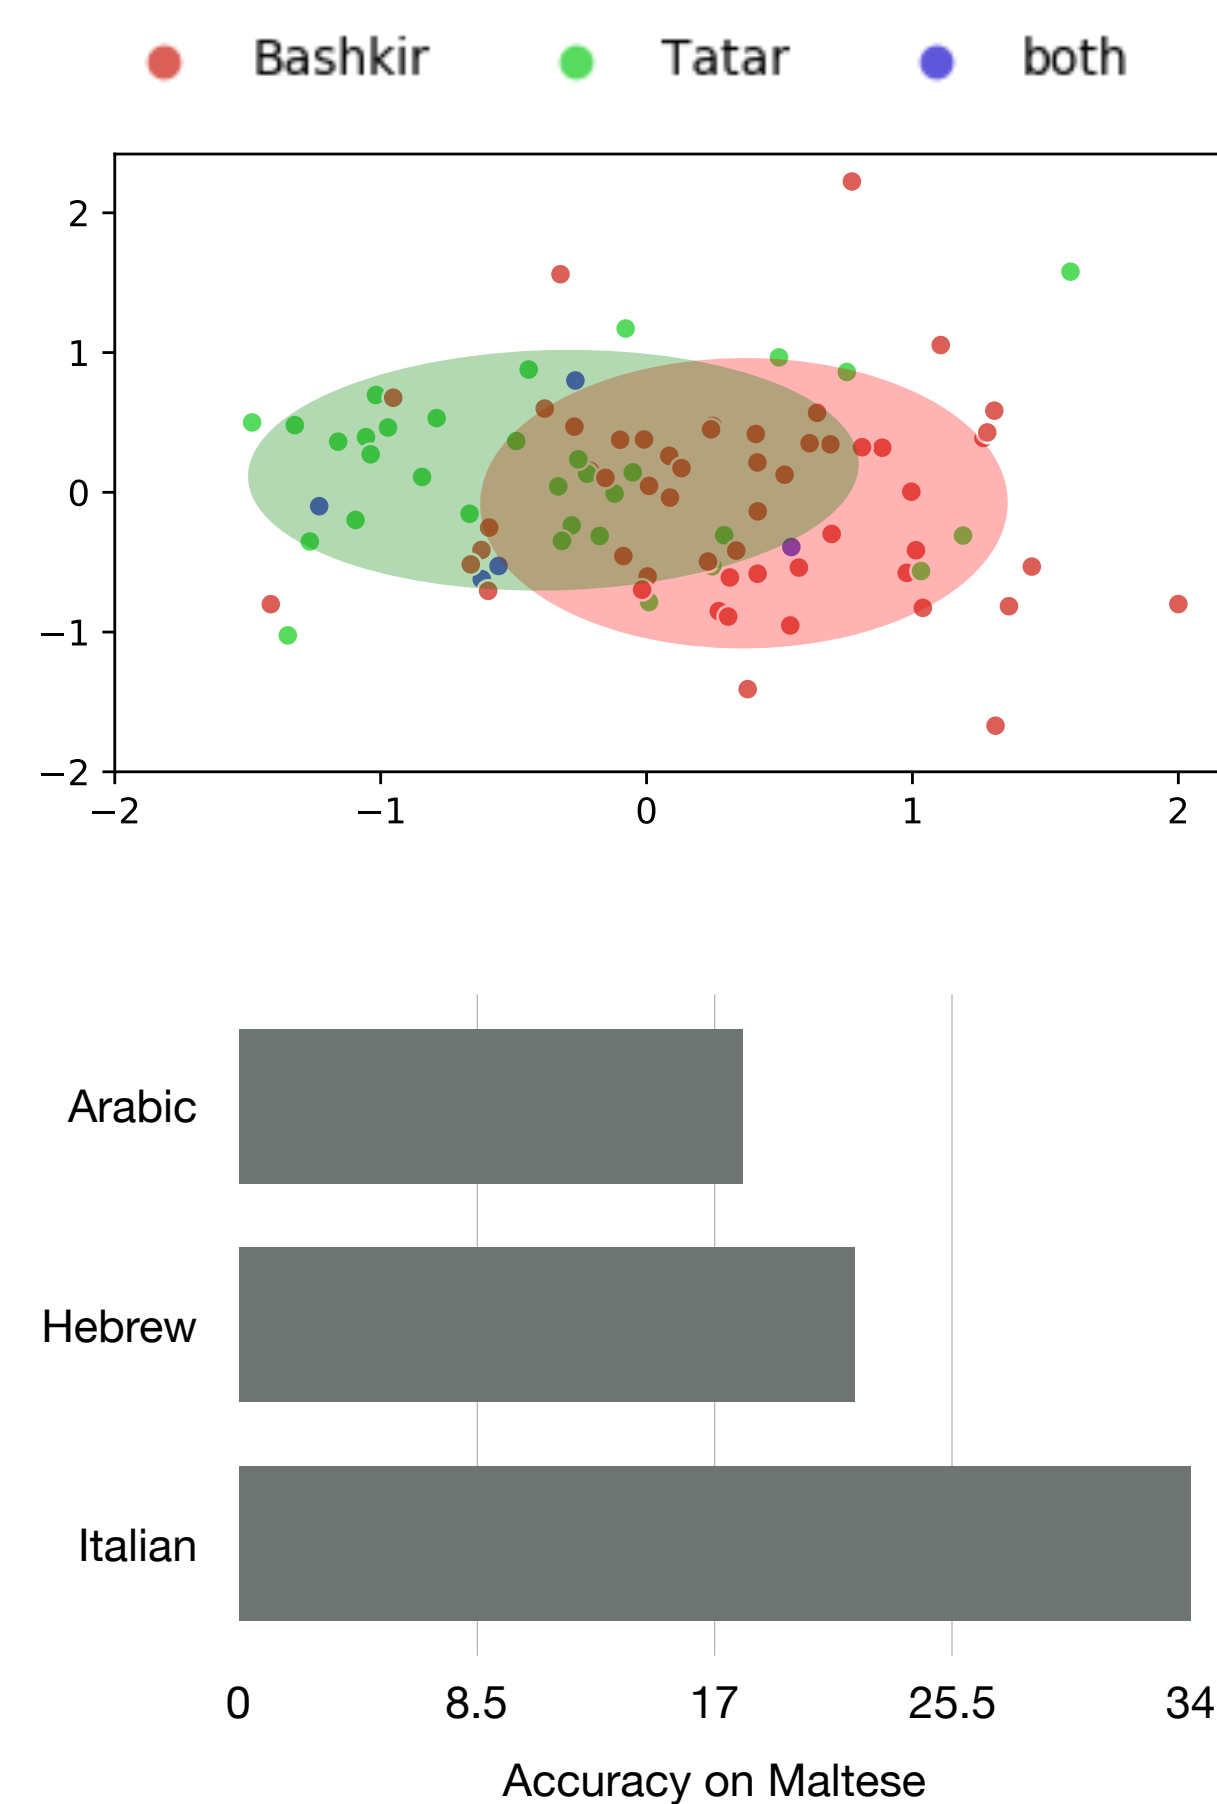 Bashkir Tatar both
2
1
0
−1
−2
−2 −1 0 1 2
Arabic
Hebrew
Italian
0 8.5 17 25.5 34
Accuracy on Maltese